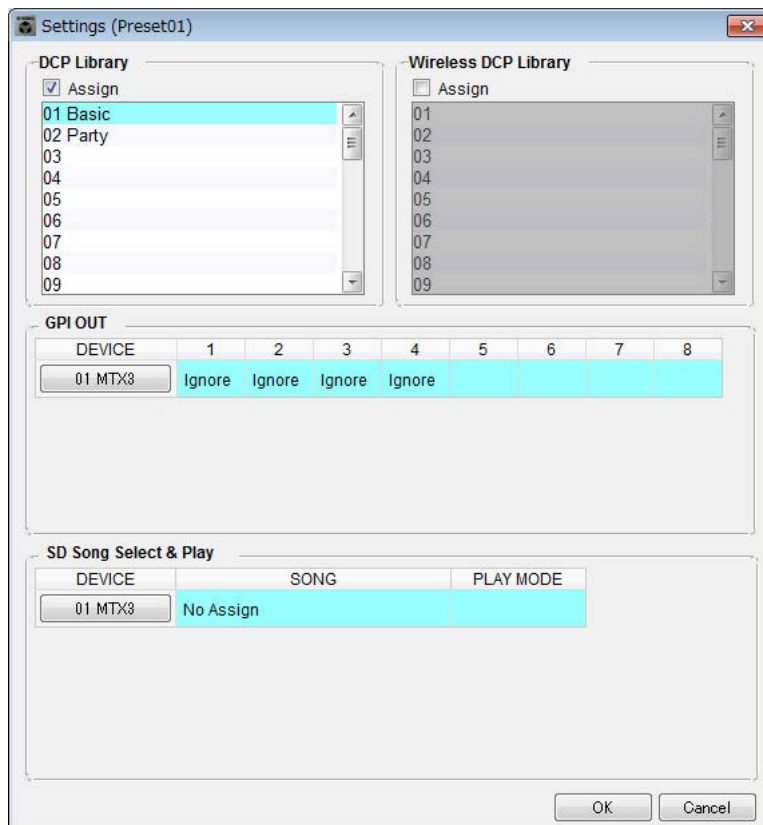 Settings (Preset01)
DCP Library
Assign
01 Basic
02 Party
03
04
05
06
07
08
09
Wireless DCP Library
Assign
01
02
03
04
05
06
07
08
09
GPI OUT
DEVICE 1 2 3 4 5 6 7 8
01 MTX3 Ignore Ignore Ignore Ignore
SD Song Select & Play
DEVICE SONG PLAY MODE
01 MTX3 No Assign
OK Cancel